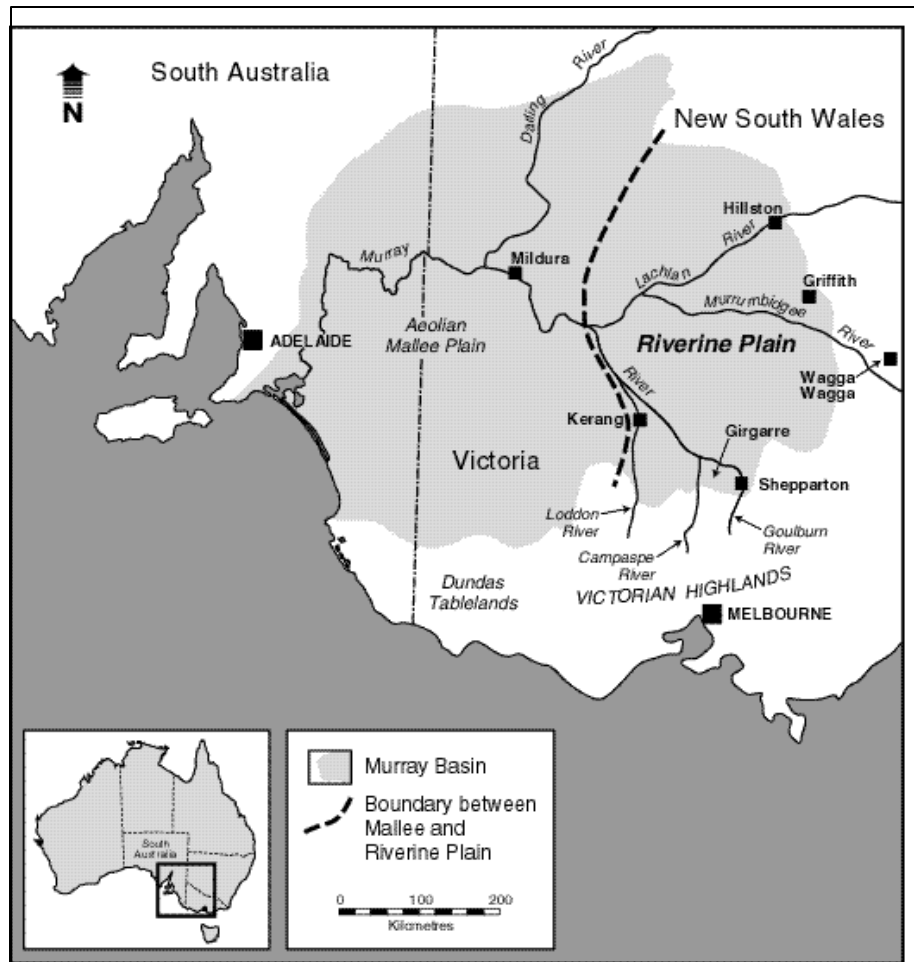 South Australia
N
Darling
River
New South Wales
Hillston
Murray
Mildura
Lachlan
River
Griffith
Murrumbidgee
River
ADELAIDE
Aeolian
Mallee Plain
Riverine Plain
Wagga
Wagga
River
Kerang
Girgarre
Victoria
Shepparton
Loddon
River
Goulburn
River
Campaspe
River
VICTORIAN HIGHLANDS
Dundas
Tablelands
MELBOURNE
South
Australia
Murray Basin
Boundary between
Mallee and
Riverine Plain
0 100 200
Kilometres